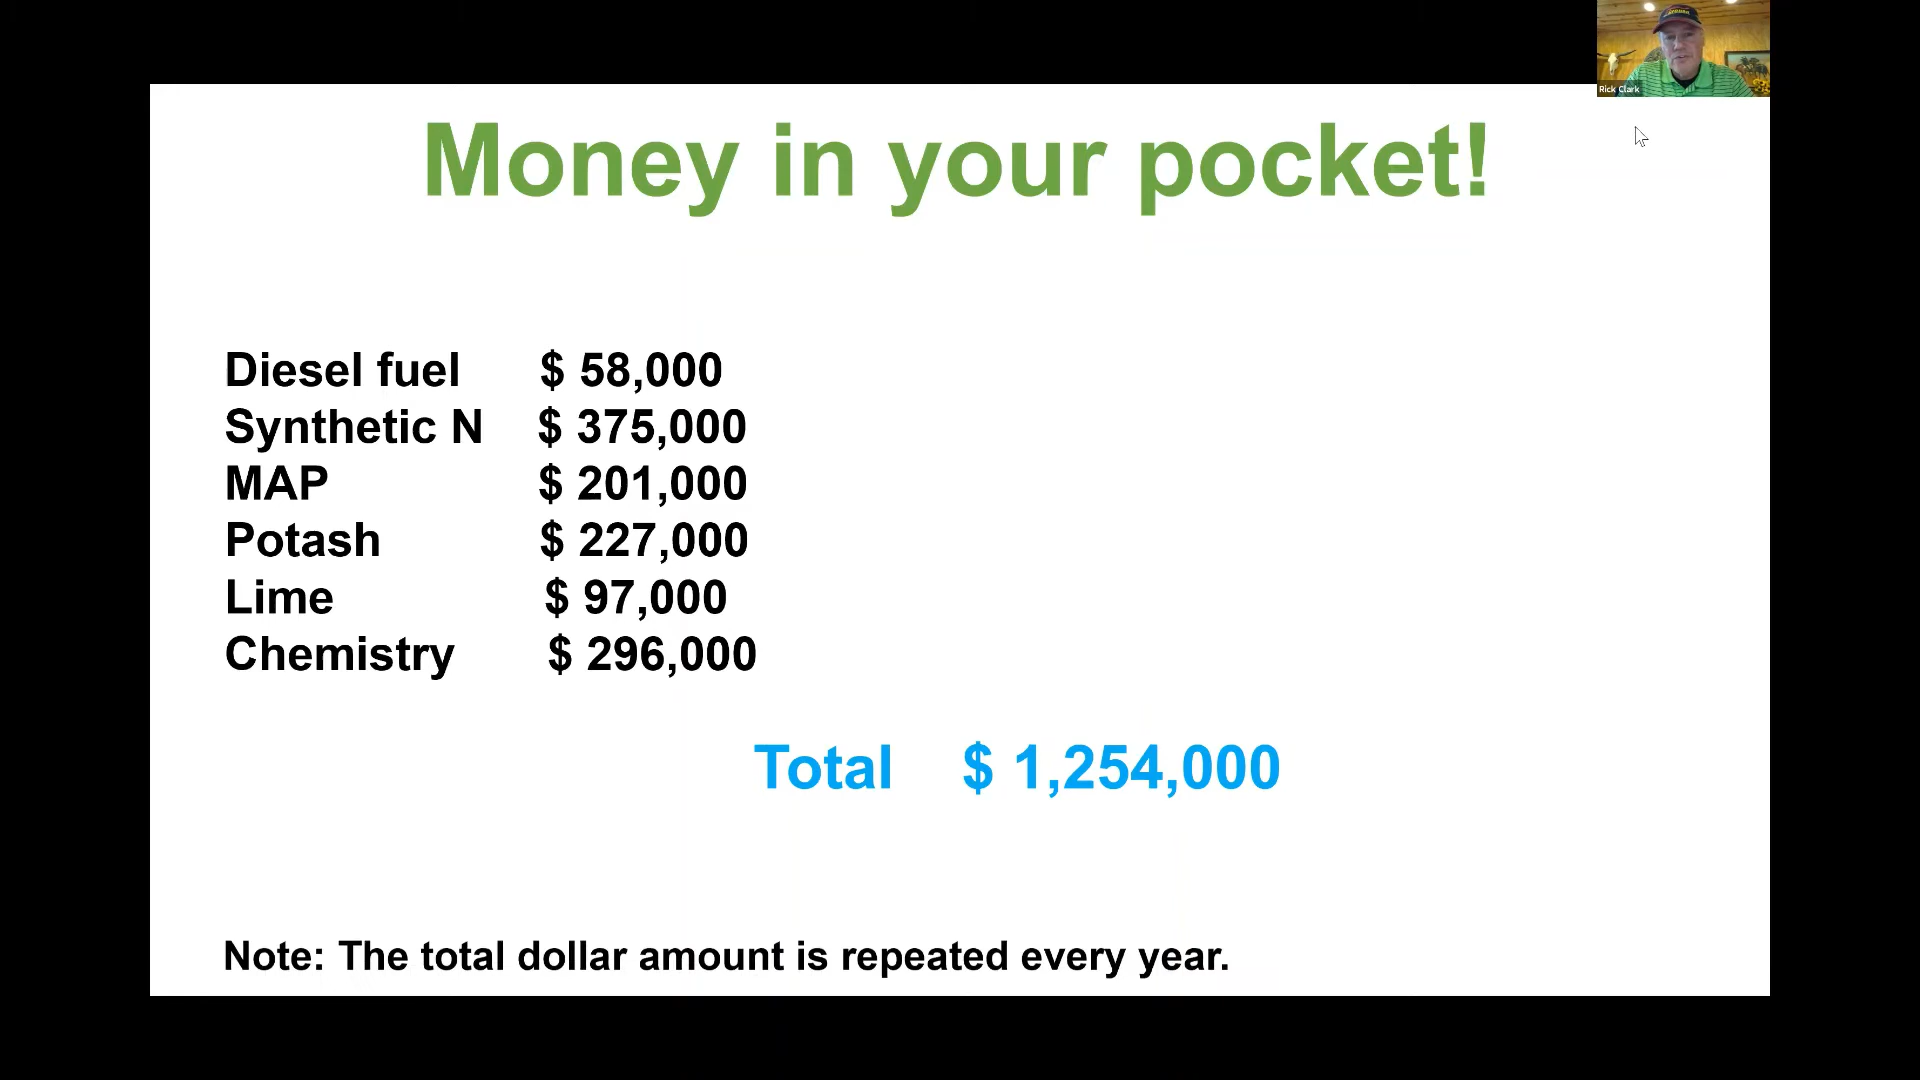 Rick Clark
Money in your pocket!
Diesel fuel $ 58,000
Synthetic N $ 375,000
MAP $ 201,000
Potash $ 227,000
Lime $ 97,000
Chemistry $ 296,000
Total $ 1,254,000
Note: The total dollar amount is repeated every year.